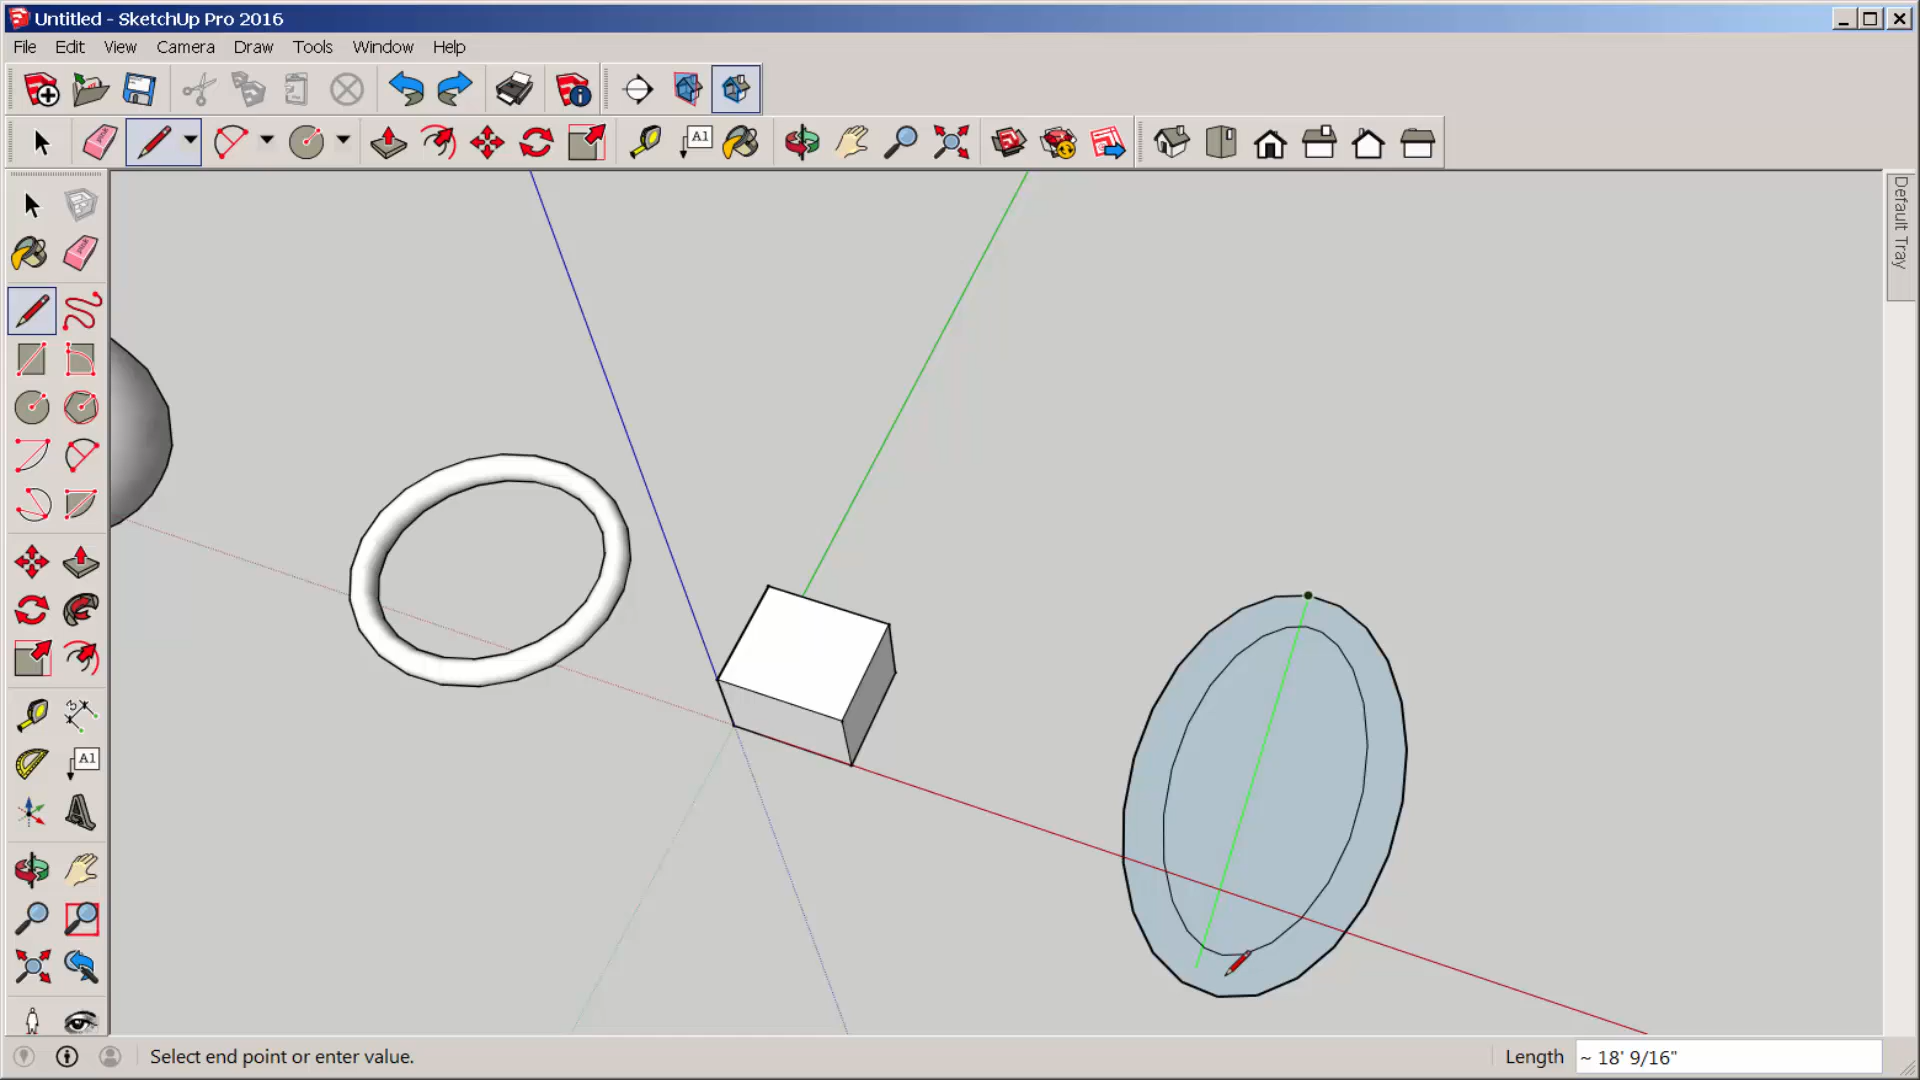 Untitled - SketchUp Pro 2016
File Edit View Camera Draw Tools Window Help
A1
Default Tray
A1
Select end point or enter value.
Length ~ 18' 9/16"